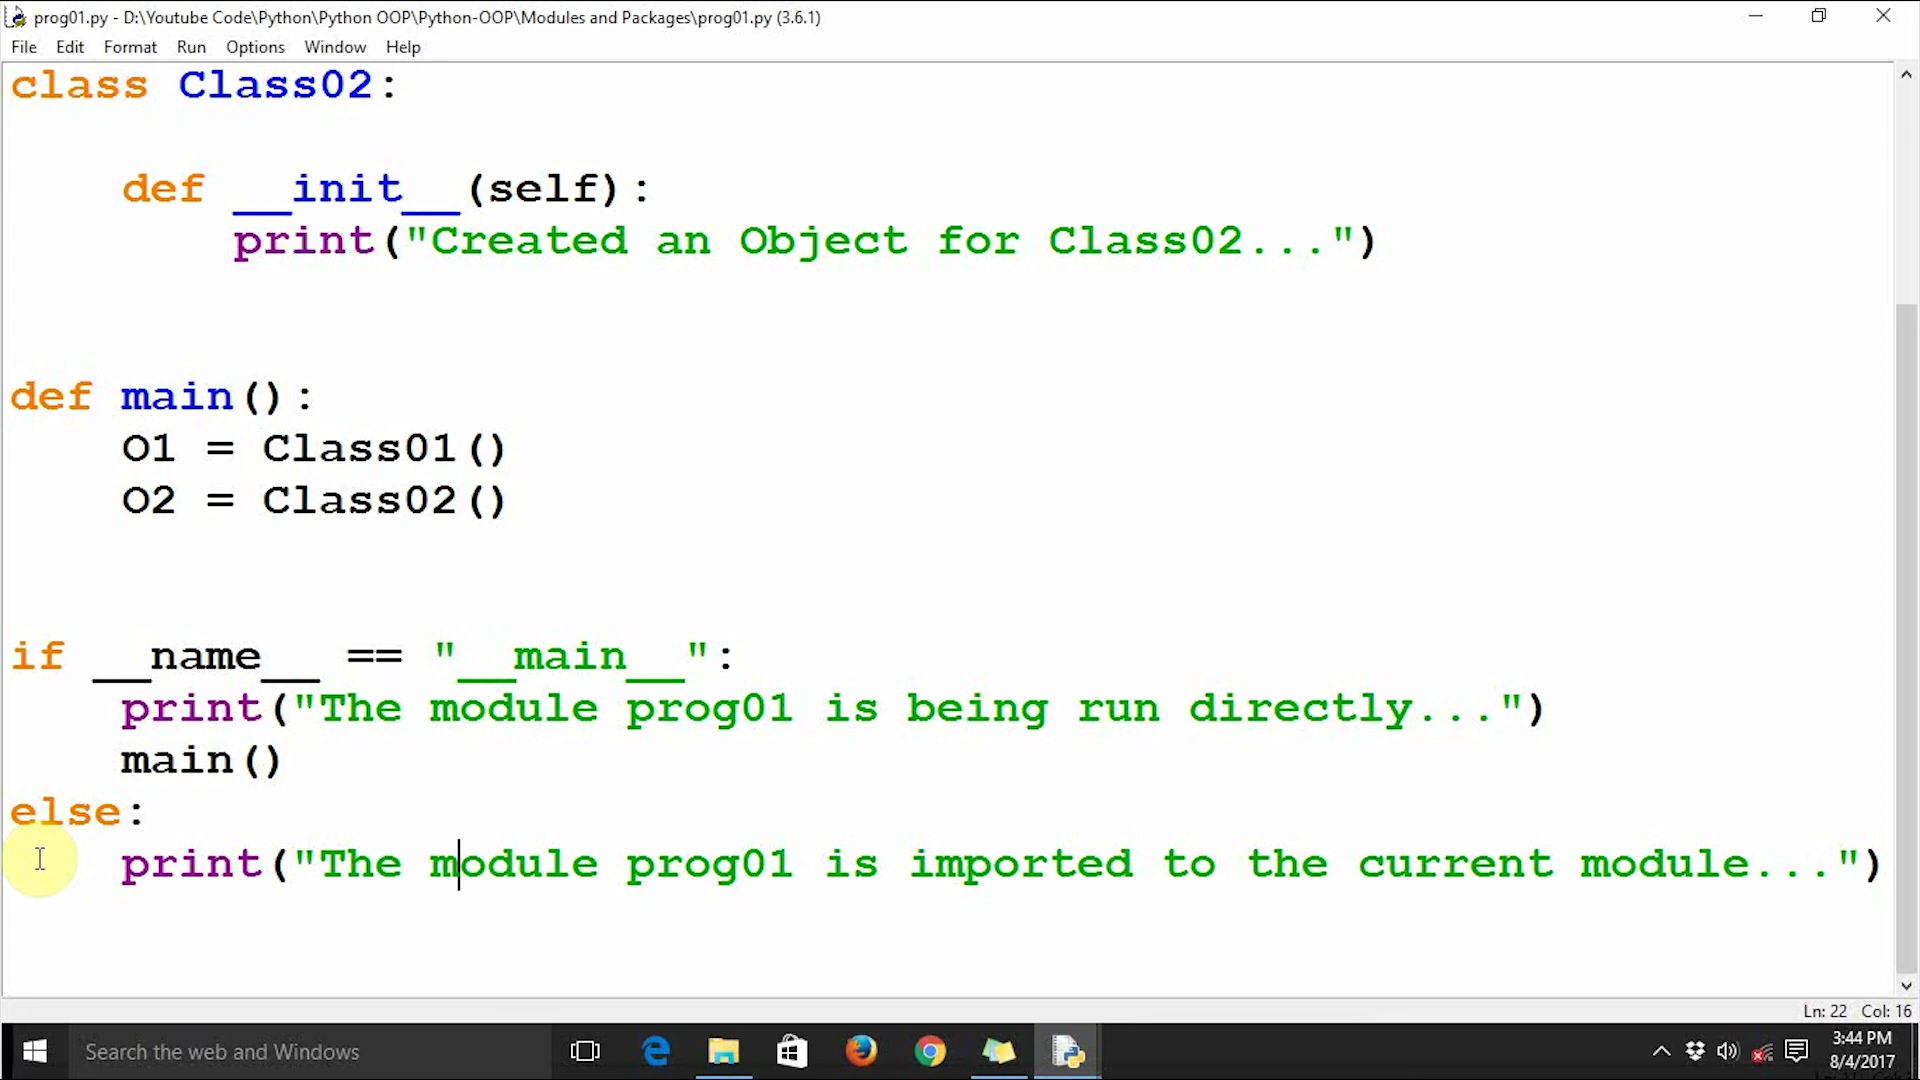 prog01.py - D:\Youtube Code\Python\Python OOP\Python-OOP\Modules and Packages\prog01.py (3.6.1)
File Edit Format Run Options Window Help
class Class02:
def __init__(self):
print("Created an Object for Class02...")
def main():
O1 = Class01()
O2 = Class02()
if __name__ == "__main__":
print("The module prog01 is being run directly...")
main()
else:
print("The module prog01 is imported to the current module...")
Ln: 22 Col: 16
Search the web and Windows
3:44 PM
8/4/2017